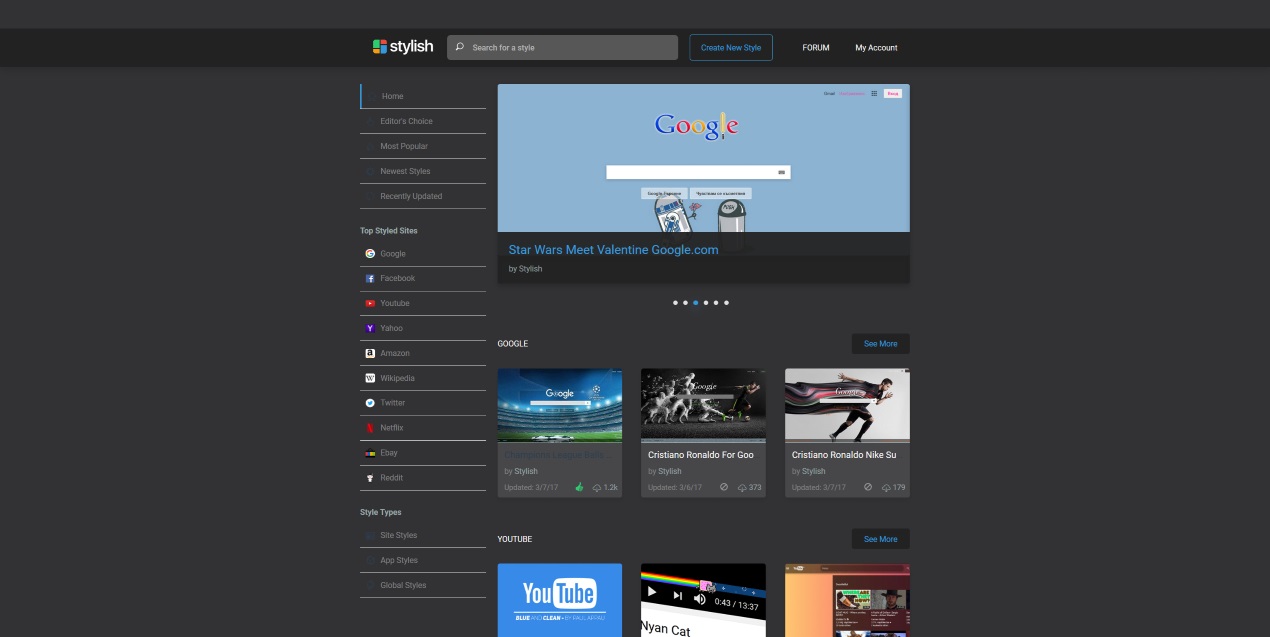 stylish
Search for a style
Create New Style
FORUM
My Account
Home
Editor's Choice
Most Popular
Newest Styles
Recently Updated
Top Styled Sites
Google
Facebook
Youtube
Yahoo
Amazon
Wikipedia
Twitter
Netflix
Ebay
Reddit
Style Types
Site Styles
App Styles
Global Styles
Gmail
Google
PUSH
Star Wars Meet Valentine Google.com
by Stylish
GOOGLE
See More
Google
Google
Google
Champions League
Cristiano Ronaldo For Goo
Cristiano Ronaldo Nike Su
by Stylish
by Stylish
by Stylish
Updated: 3/7/17
1.2k
Updated: 3/6/17
373
Updated: 3/7/17
179
YOUTUBE
See More
YouTube
BLUE AND CLEAN
0:43 / 13:37
Nyan Cat